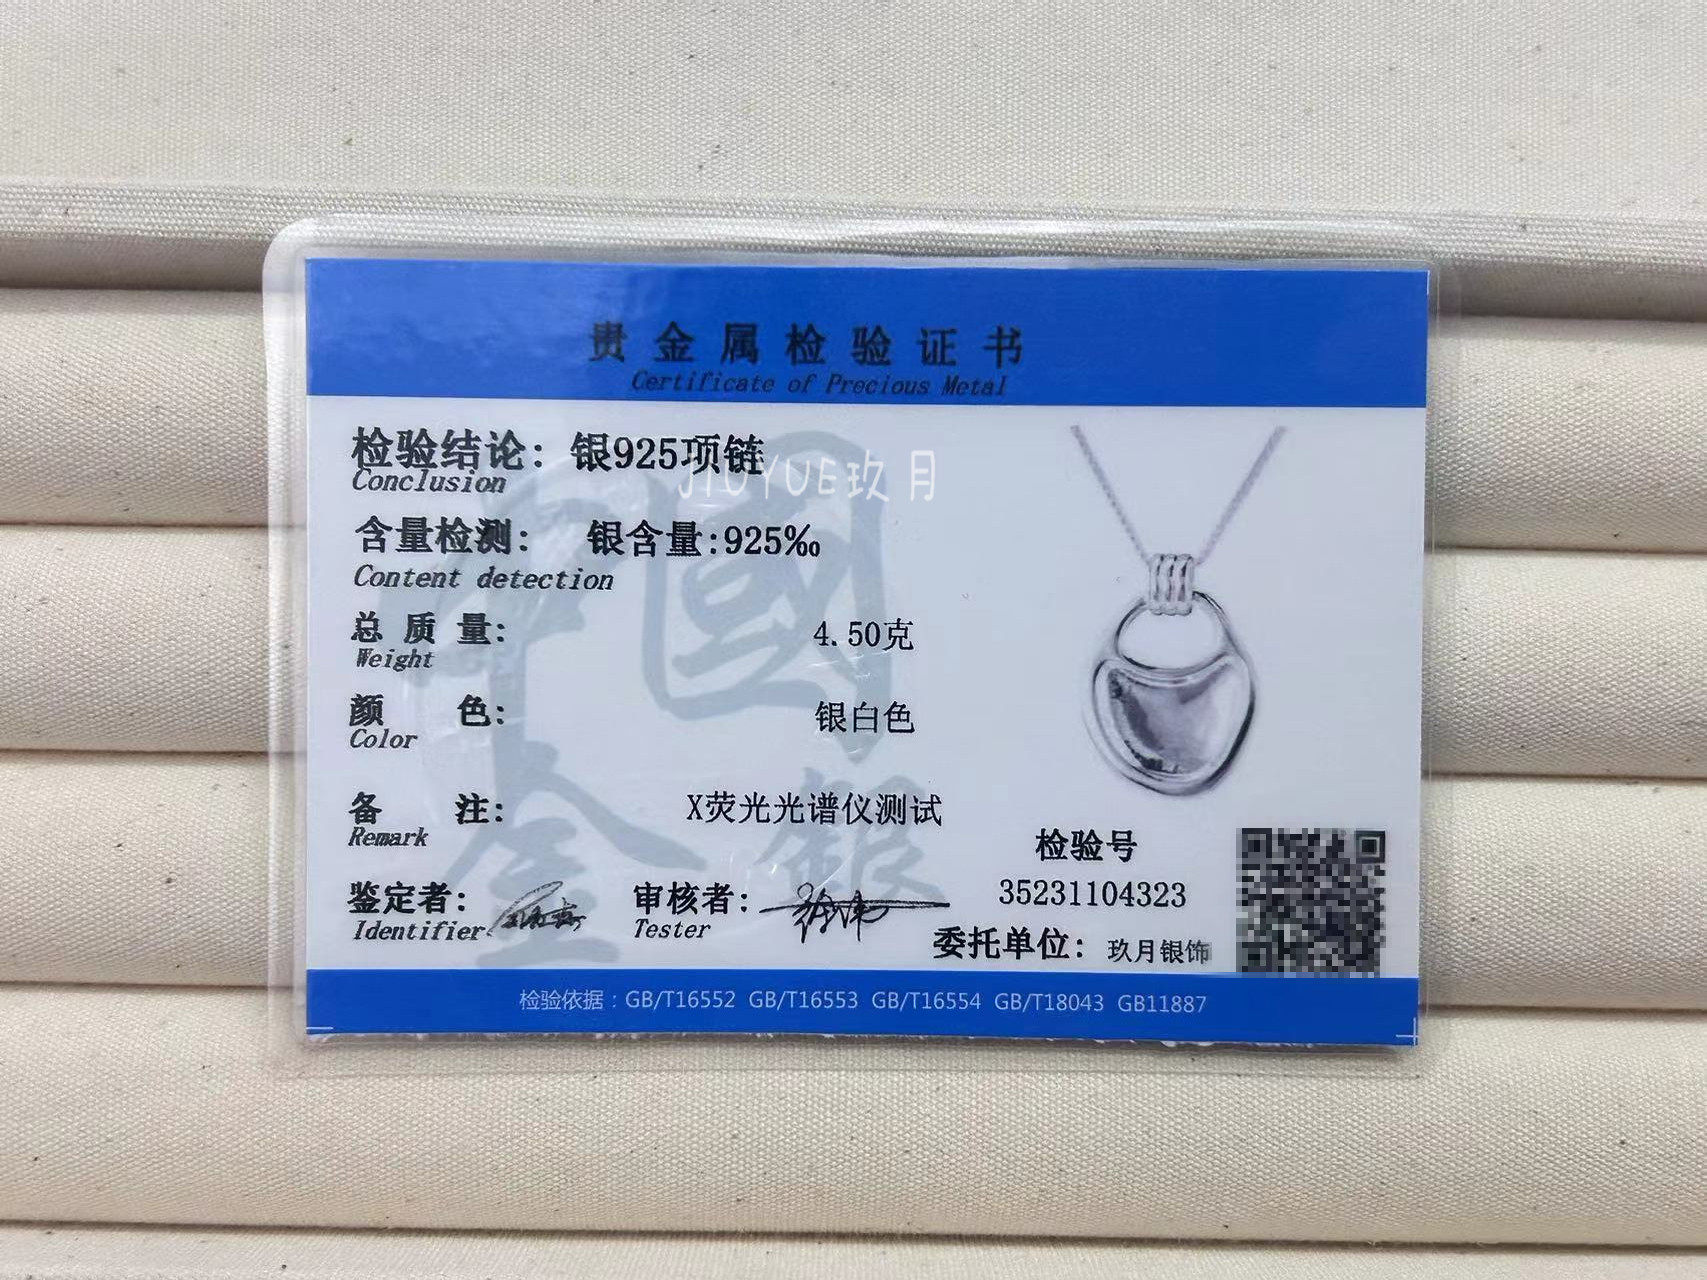 贵金属检验证书
Certificate of Precious Metal
检验结论：银925项链
Conclusion
JIUYUE玖月
含量检测： 银含量:925‰
Content detection
总质量： 4.50克
Weight
颜色： 银白色
Color
备注： X荧光光谱仪测试
Remark
鉴定者：
Identifier
审核者：
Tester
检验号
35231104323
委托单位：玖月银饰
检验依据：GB/T16552 GB/T16553 GB/T16554 GB/T18043 GB11887
中國
金銀